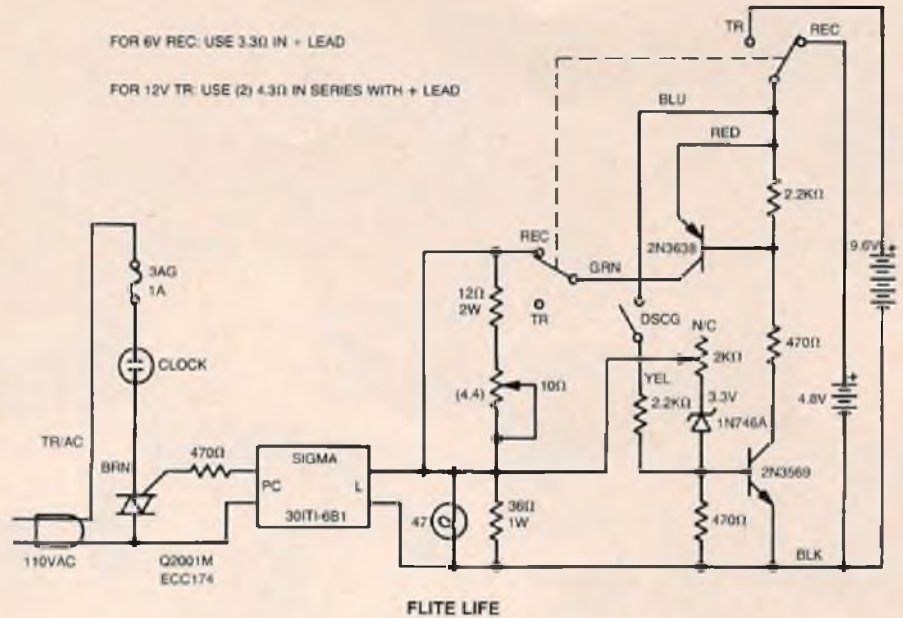 FOR 6V REC: USE 3.3Ω IN + LEAD
FOR 12V TR: USE (2) 4.3Ω IN SERIES WITH + LEAD
TR
REC
BLU
RED
2.2KΩ
2N3638
9.6V
+
REC
GRN
3AG
1A
12Ω
2W
TR
DSCG
N/C
2KΩ
470Ω
CLOCK
(4.4)
10Ω
YEL
2.2KΩ
3.3V
1N746A
4.8V
+
TR/AC
BRN
470Ω
SIGMA
PC
L
30ITI-6B1
2N3569
47
36Ω
1W
470Ω
BLK
110VAC
Q2001M
ECC174
FLITE LIFE